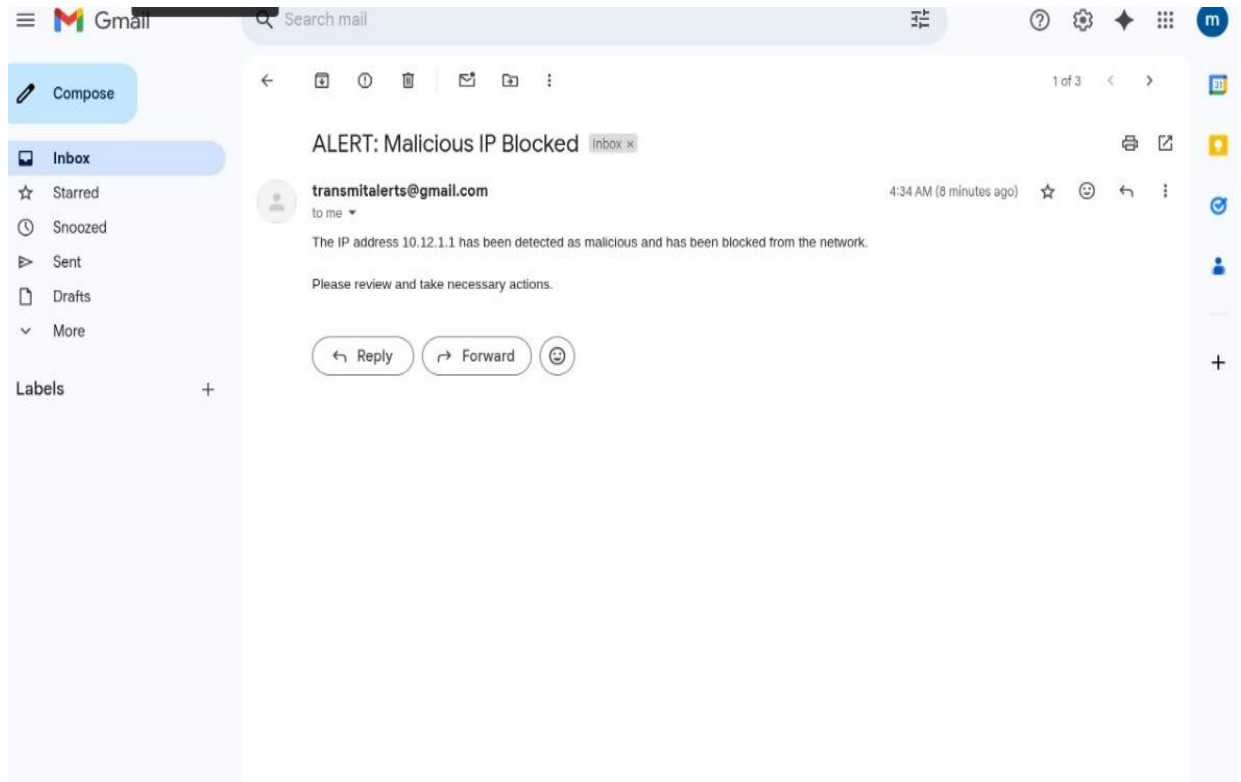 Gmail
Search mail
m
Compose
1 of 3
31
ALERT: Malicious IP Blocked Inbox ×
Inbox
Starred
transmitalerts@gmail.com 4:34 AM (8 minutes ago)
to me
Snoozed
The IP address 10.12.1.1 has been detected as malicious and has been blocked from the network.
Sent
Please review and take necessary actions.
Drafts
More
Reply Forward
Labels +